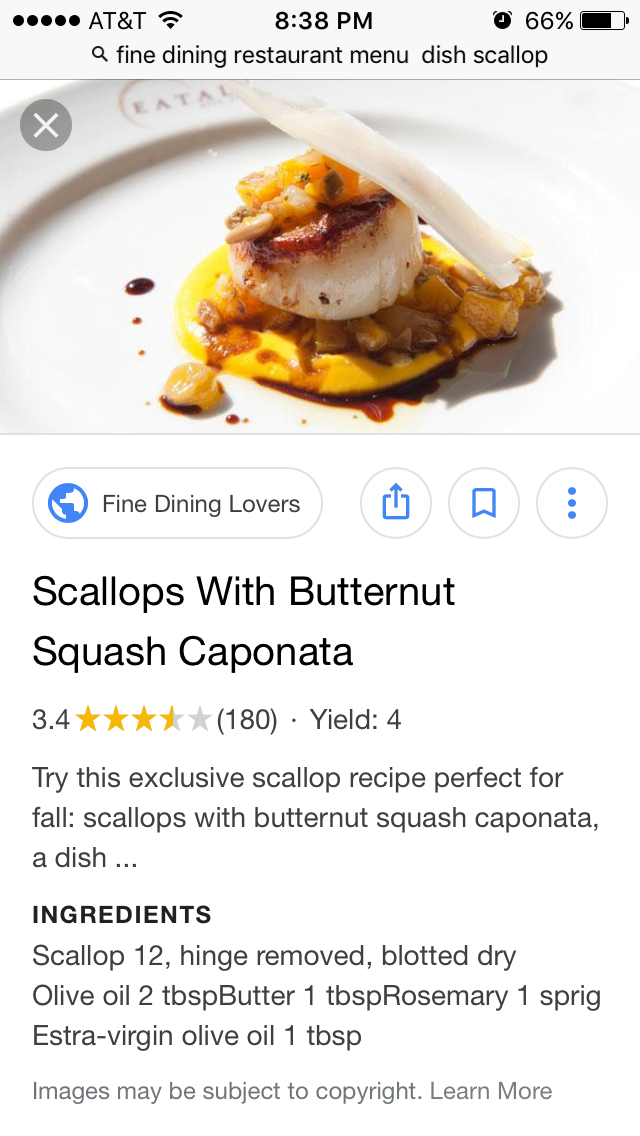 AT&T 8:38 PM 66%
fine dining restaurant menu dish scallop
EATAL
Fine Dining Lovers
Scallops With Butternut
Squash Caponata
3.4 (180) · Yield: 4
Try this exclusive scallop recipe perfect for
fall: scallops with butternut squash caponata,
a dish ...
INGREDIENTS
Scallop 12, hinge removed, blotted dry
Olive oil 2 tbspButter 1 tbspRosemary 1 sprig
Estra-virgin olive oil 1 tbsp
Images may be subject to copyright. Learn More